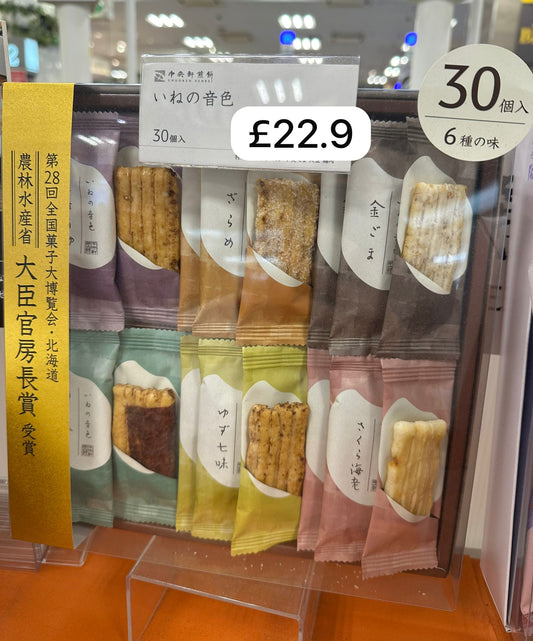 中央軒煎餅
CHUOKEN SENBEI
いねの音色
30個入
£22.9
30個入
6種の味
第28回全国菓子大博覧会・北海道
農林水産省 大臣官房長賞 受賞
いねの音色
ざらめ
金ごま
いねの音色
ゆず七味
さくら海老